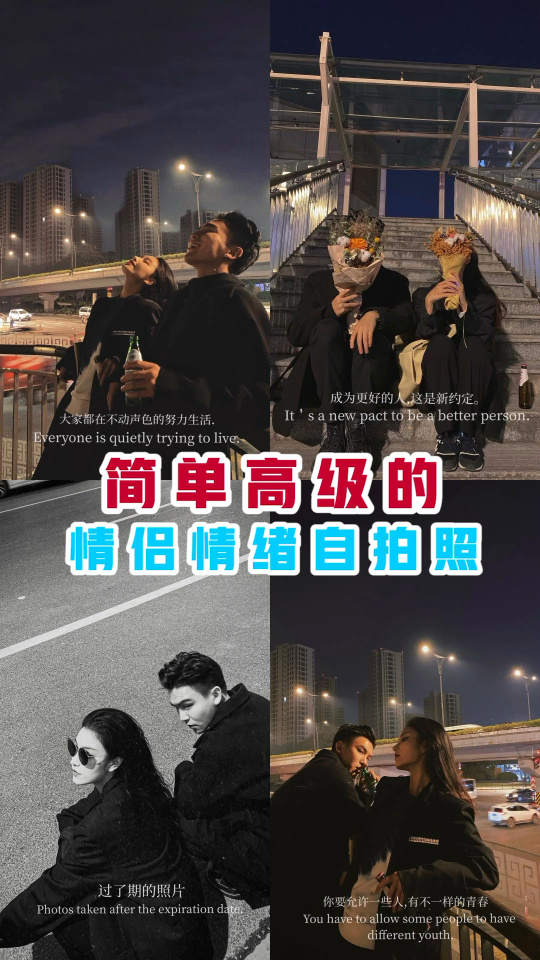 大家都在不动声色的努力生活.
Everyone is quietly trying to live.
成为更好的人,这是新约定。
It's a new pact to be a better person.
简单高级的
情侣情绪自拍照
过了期的照片
Photos taken after the expiration date.
你要允许一些人,有不一样的青春
You have to allow some people to have
different youth.